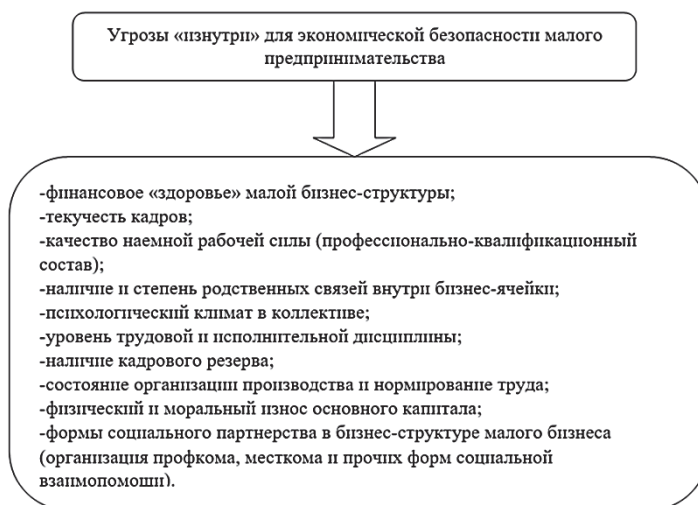 Угрозы «изнутри» для экономической безопасности малого
предпринимательства
-финансовое «здоровье» малой бизнес-структуры;
-текучесть кадров;
-качество наемной рабочей силы (профессионально-квалификационный
состав);
-наличие и степень родственных связей внутри бизнес-ячейки;
-психологический климат в коллективе;
-уровень трудовой и исполнительной дисциплины;
-наличие кадрового резерва;
-состояние организации производства и нормирование труда;
-физический и моральный износ основного капитала;
-формы социального партнерства в бизнес-структуре малого бизнеса
(организация профкома, месткома и прочих форм социальной
взаимопомощи).